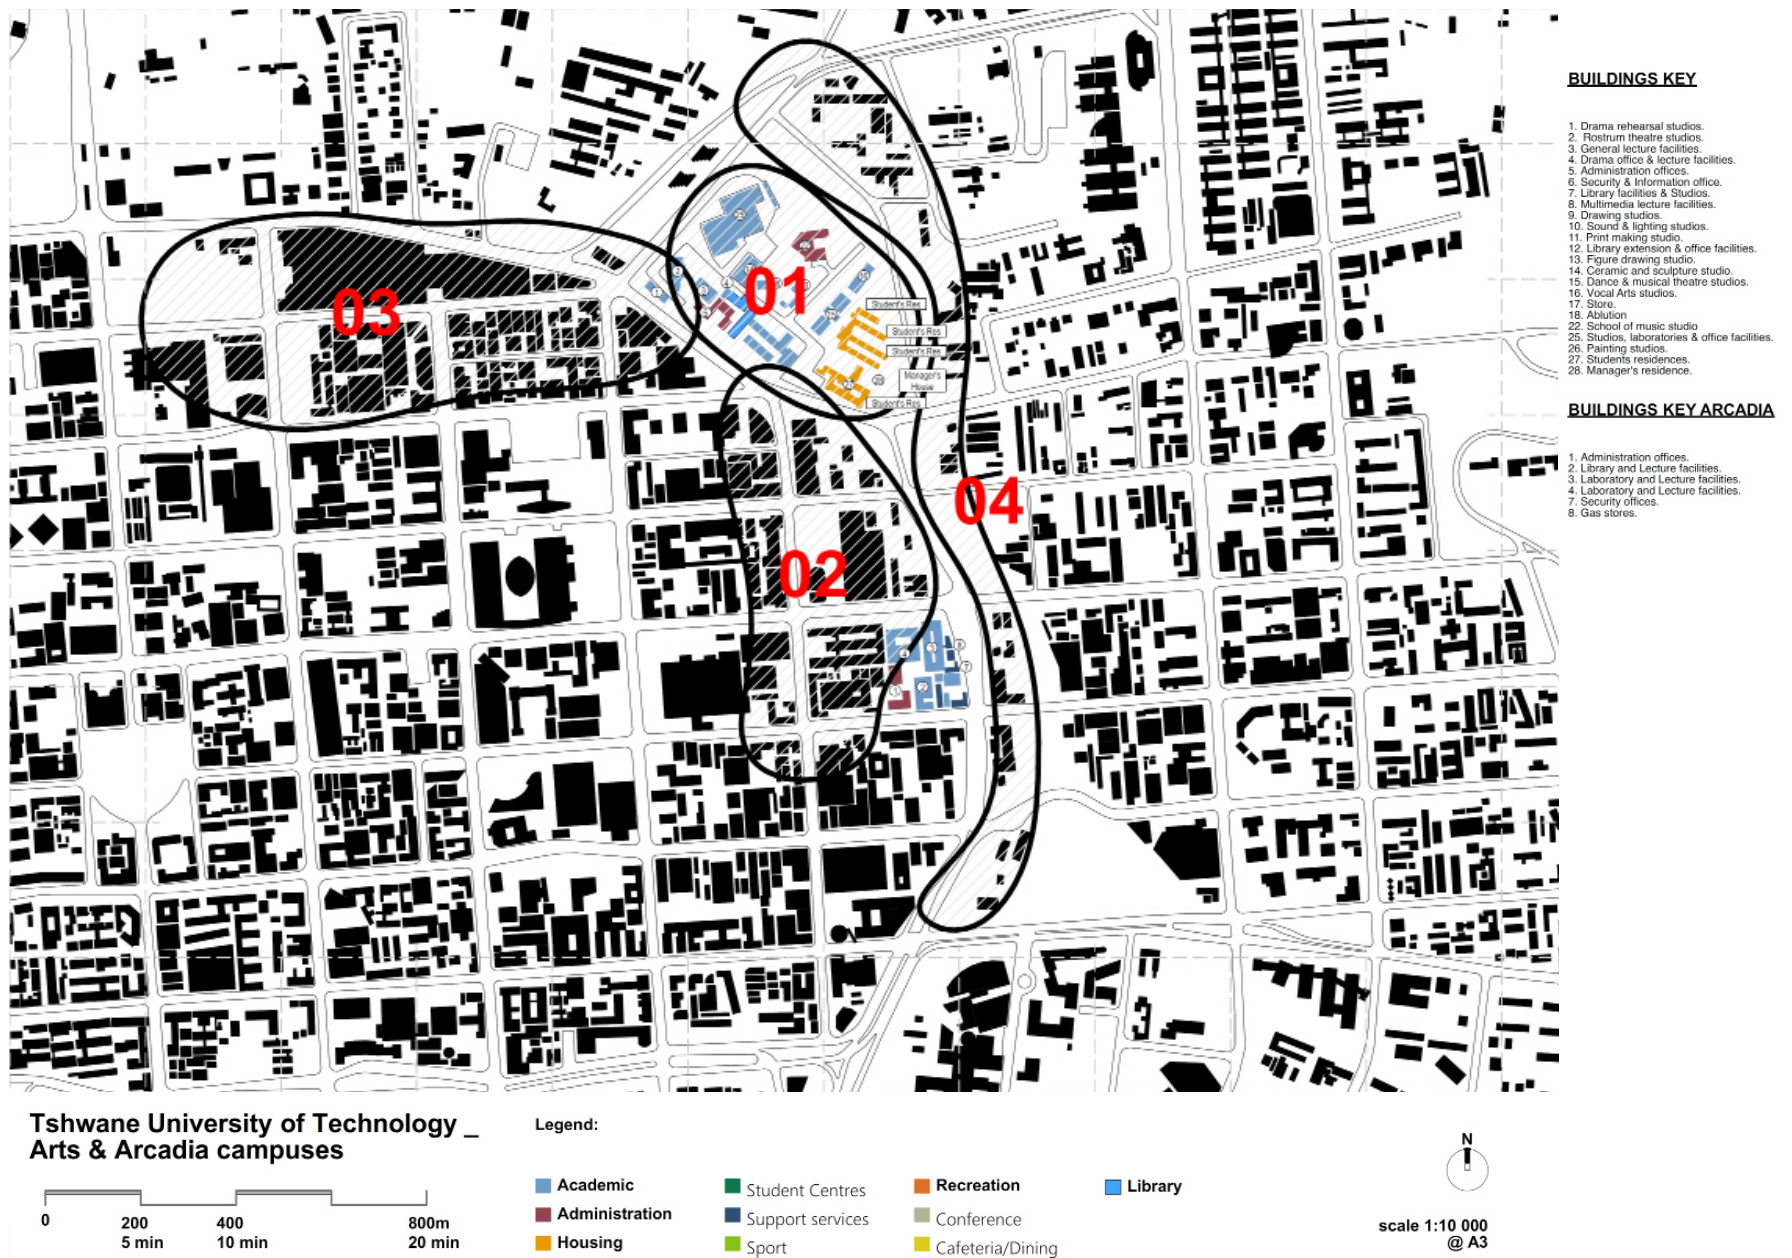 BUILDINGS KEY
1. Drama rehearsal studios.
2. Rostrum theatre studios.
3. General lecture facilities.
4. Drama office & lecture facilities.
5. Administration offices.
6. Security & Information office.
7. Library facilities & Studios.
8. Multimedia lecture facilities.
9. Drawing studios.
10. Sound & lighting studios.
11. Print making studio.
12. Library extension & office facilities.
13. Figure drawing studio.
14. Ceramic and sculpture studio.
15. Dance & musical theatre studios.
16. Vocal Arts studios.
17. Store.
18. Ablution
22. School of music studio
25. Studios, laboratories & office facilities.
26. Painting studios.
27. Students residences.
28. Manager's residence.
BUILDINGS KEY ARCADIA
1. Administration offices.
2. Library and Lecture facilities.
3. Laboratory and Lecture facilities.
4. Laboratory and Lecture facilities.
7. Security offices.
8. Gas stores.
01
03
Student's Res
Student's Res
Student's Res
Manager's
House
Student's Res
04
02
Tshwane University of Technology _
Arts & Arcadia campuses
0 200 400 800m
5 min 10 min 20 min
Legend:
Academic
Administration
Housing
Student Centres
Support services
Sport
Recreation
Conference
Cafeteria/Dining
Library
N
scale 1:10 000
@ A3